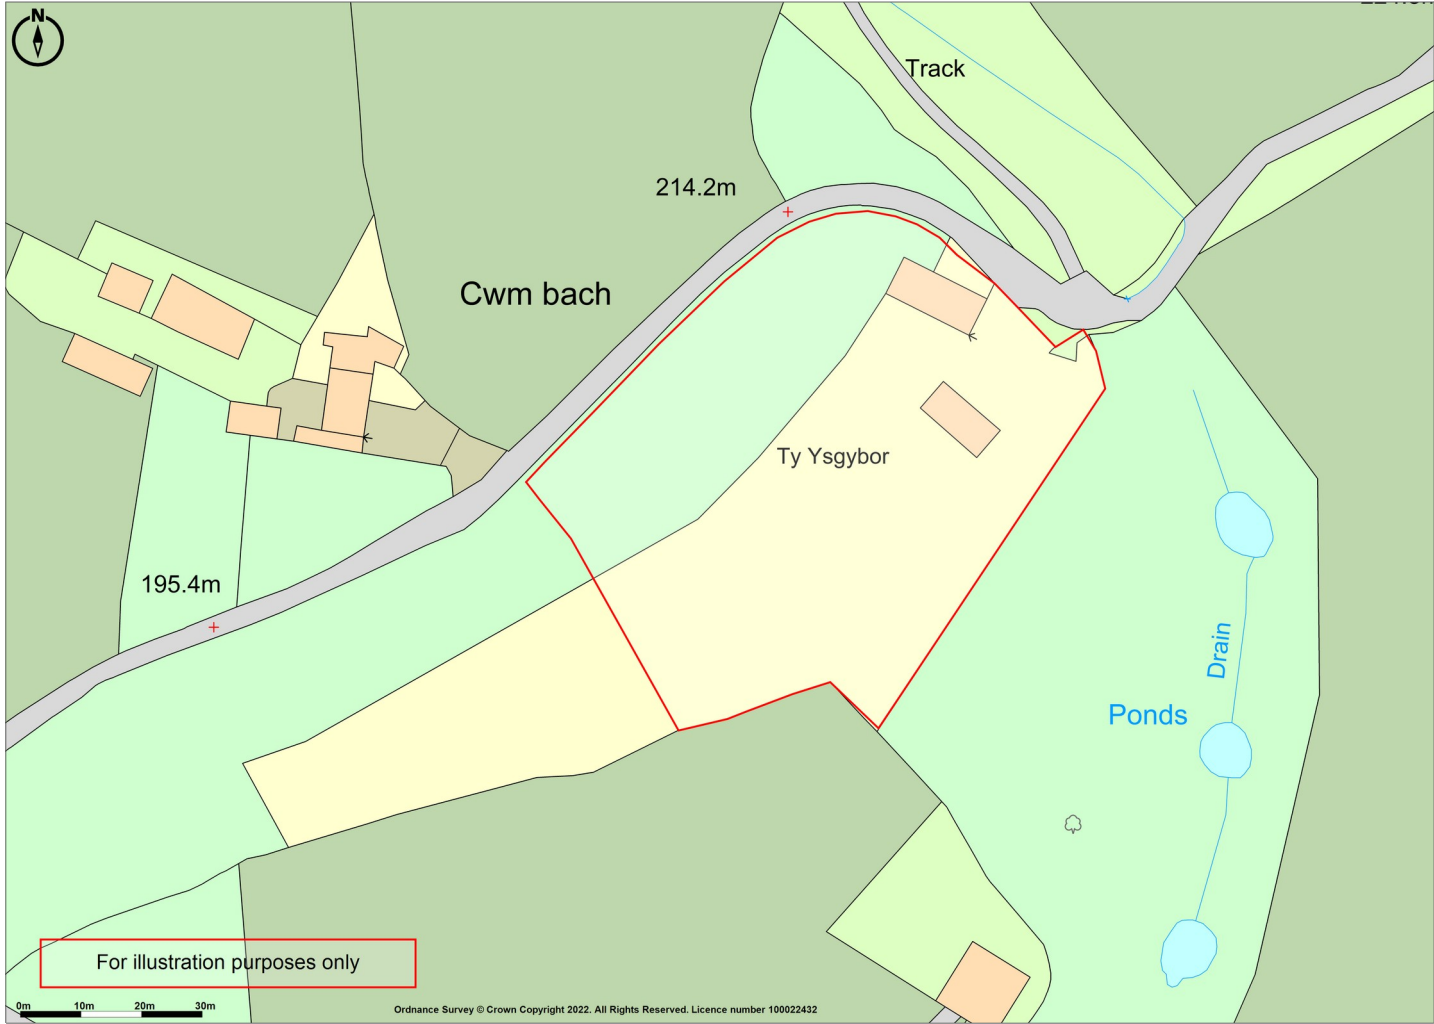 N
Track
214.2m
Cwm bach
Ty Ysgybor
195.4m
Drain
Ponds
For illustration purposes only
0m 10m 20m 30m
Ordnance Survey © Crown Copyright 2022. All Rights Reserved. Licence number 100022432